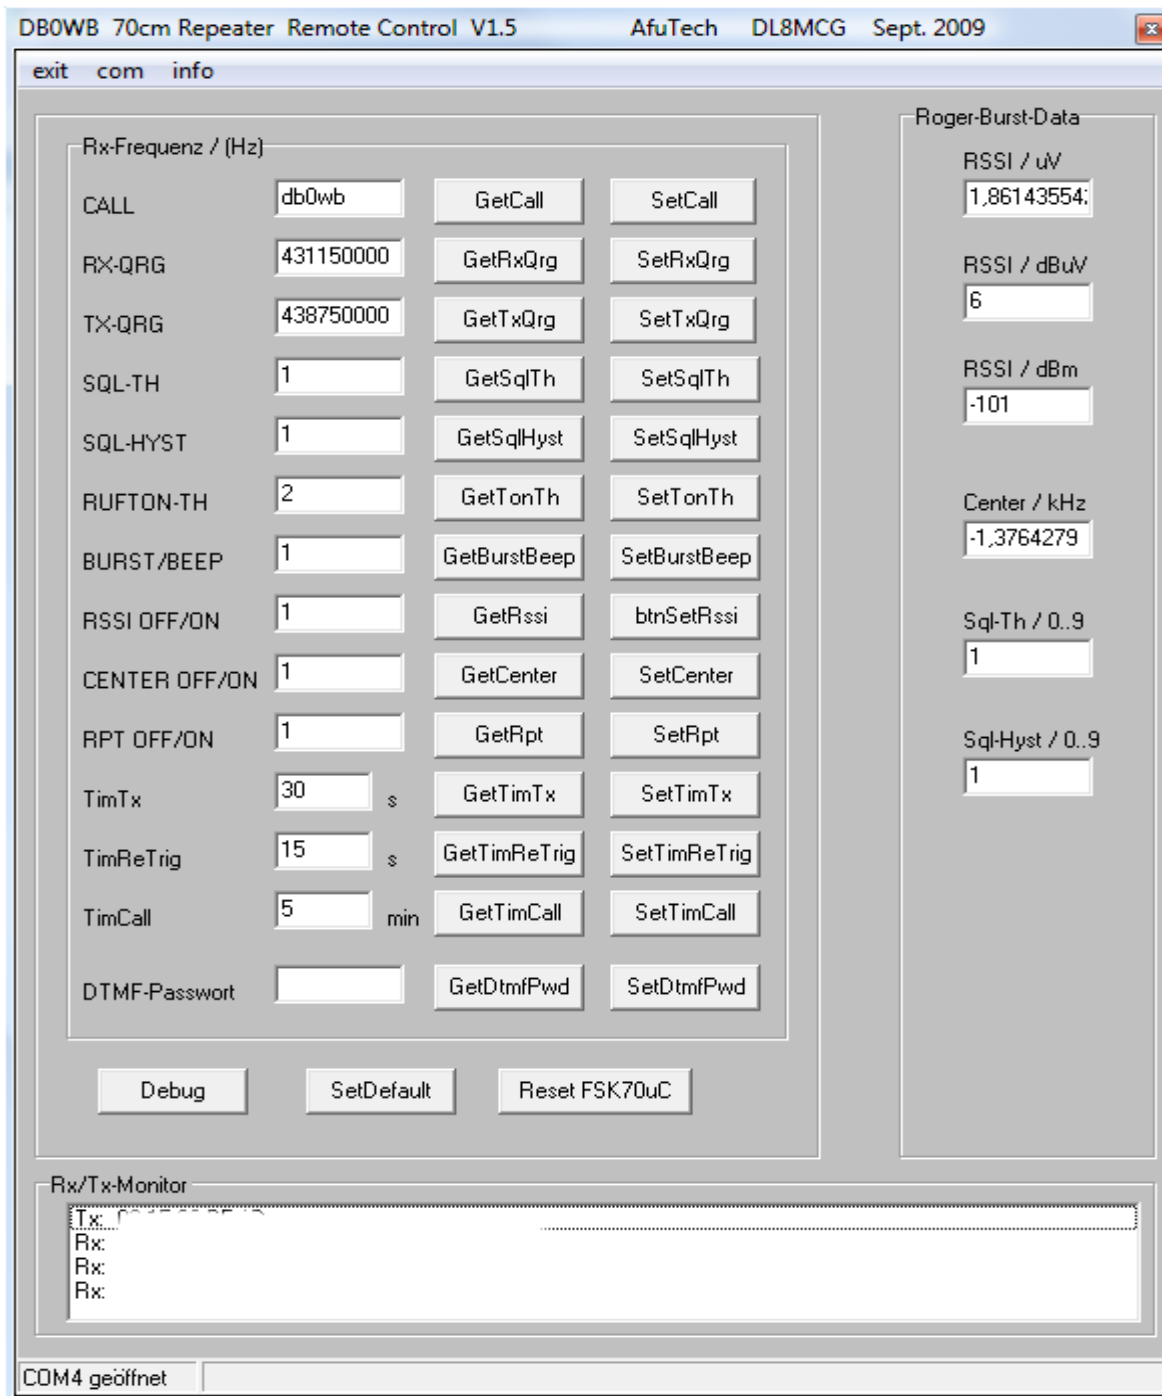 DB0WB 70cm Repeater Remote Control V1.5 AfuTech DL8MCG Sept. 2009
exit com info
Rx-Frequenz / (Hz)
CALL db0wb GetCall SetCall
RX-QRG 431150000 GetRxQrg SetRxQrg
TX-QRG 438750000 GetTxQrg SetTxQrg
SQL-TH 1 GetSqlTh SetSqlTh
SQL-HYST 1 GetSqlHyst SetSqlHyst
RUFTON-TH 2 GetTonTh SetTonTh
BURST/BEEP 1 GetBurstBeep SetBurstBeep
RSSI OFF/ON 1 GetRssi btnSetRssi
CENTER OFF/ON 1 GetCenter SetCenter
RPT OFF/ON 1 GetRpt SetRpt
TimTx 30 s GetTimTx SetTimTx
TimReTrig 15 s GetTimReTrig SetTimReTrig
TimCall 5 min GetTimCall SetTimCall
DTMF-Passwort GetDtmfPwd SetDtmfPwd
Debug SetDefault Reset FSK70uC
Roger-Burst-Data
RSSI / uV
1,861435542
RSSI / dBuV
6
RSSI / dBm
-101
Center / kHz
-1,3764279
Sql-Th / 0..9
1
Sql-Hyst / 0..9
1
Rx/Tx-Monitor
Tx:
Rx:
Rx:
Rx:
COM4 geöffnet